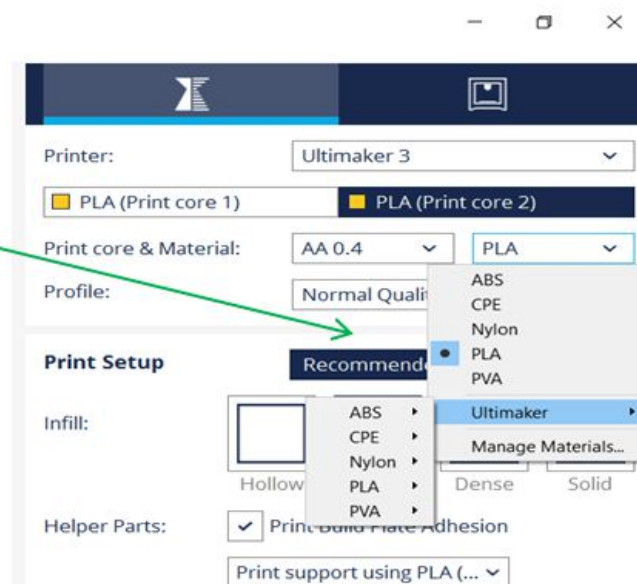 Printer: Ultimaker 3
PLA (Print core 1) PLA (Print core 2)
Print core & Material: AA 0.4 PLA
Profile: Normal Qualit
ABS
CPE
Nylon
PLA
PVA
Ultimaker
Manage Materials...
Print Setup Recommende
Infill:
ABS
CPE
Nylon
PLA
PVA
Hollow Dense Solid
Helper Parts: Print Build Plate Adhesion
Print support using PLA (...